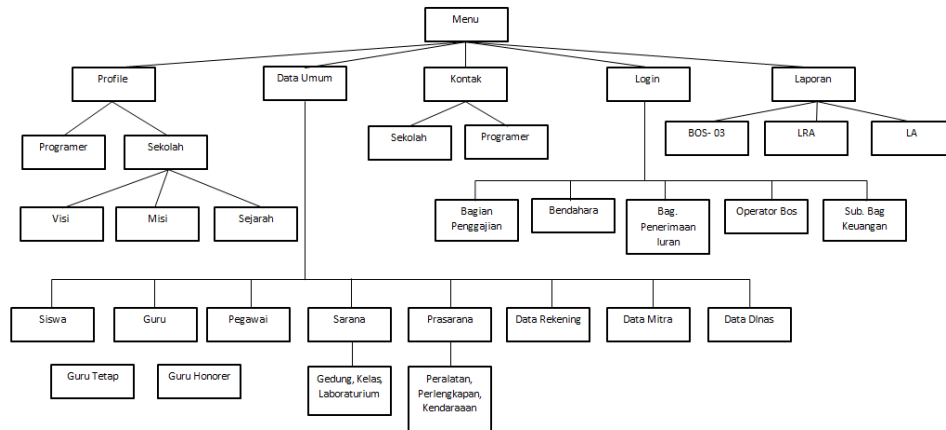 Menu
Profile
Data Umum
Kontak
Login
Laporan
Programer
Sekolah
Sekolah
Programer
BOS- 03
LRA
LA
Visi
Misi
Sejarah
Bagian
Penggajian
Bendahara
Bag.
Penerimaan
Iuran
Operator Bos
Sub. Bag
Keuangan
Siswa
Guru
Pegawai
Sarana
Prasarana
Data Rekening
Data Mitra
Data DInas
Guru Tetap
Guru Honorer
Gedung, Kelas,
Laboraturium
Peralatan,
Perlengkapan,
Kendaraaan